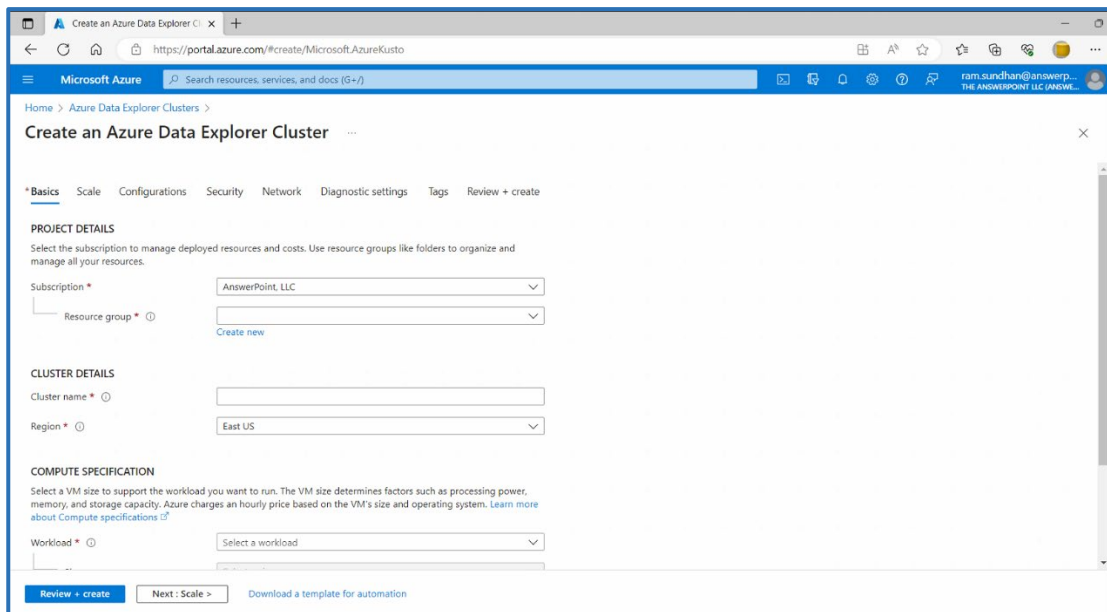 Create an Azure Data Explorer Cl
https://portal.azure.com/#create/Microsoft.AzureKusto
Microsoft Azure
Search resources, services, and docs (G+/)
ram.sundhan@answerp...
THE ANSWERPOINT LLC (ANSWE...
Home > Azure Data Explorer Clusters >
Create an Azure Data Explorer Cluster ...
* Basics Scale Configurations Security Network Diagnostic settings Tags Review + create
PROJECT DETAILS
Select the subscription to manage deployed resources and costs. Use resource groups like folders to organize and
manage all your resources.
Subscription * AnswerPoint, LLC
Resource group *
Create new
CLUSTER DETAILS
Cluster name *
Region * East US
COMPUTE SPECIFICATION
Select a VM size to support the workload you want to run. The VM size determines factors such as processing power,
memory, and storage capacity. Azure charges an hourly price based on the VM's size and operating system. Learn more
about Compute specifications
Workload * Select a workload
Review + create Next : Scale > Download a template for automation